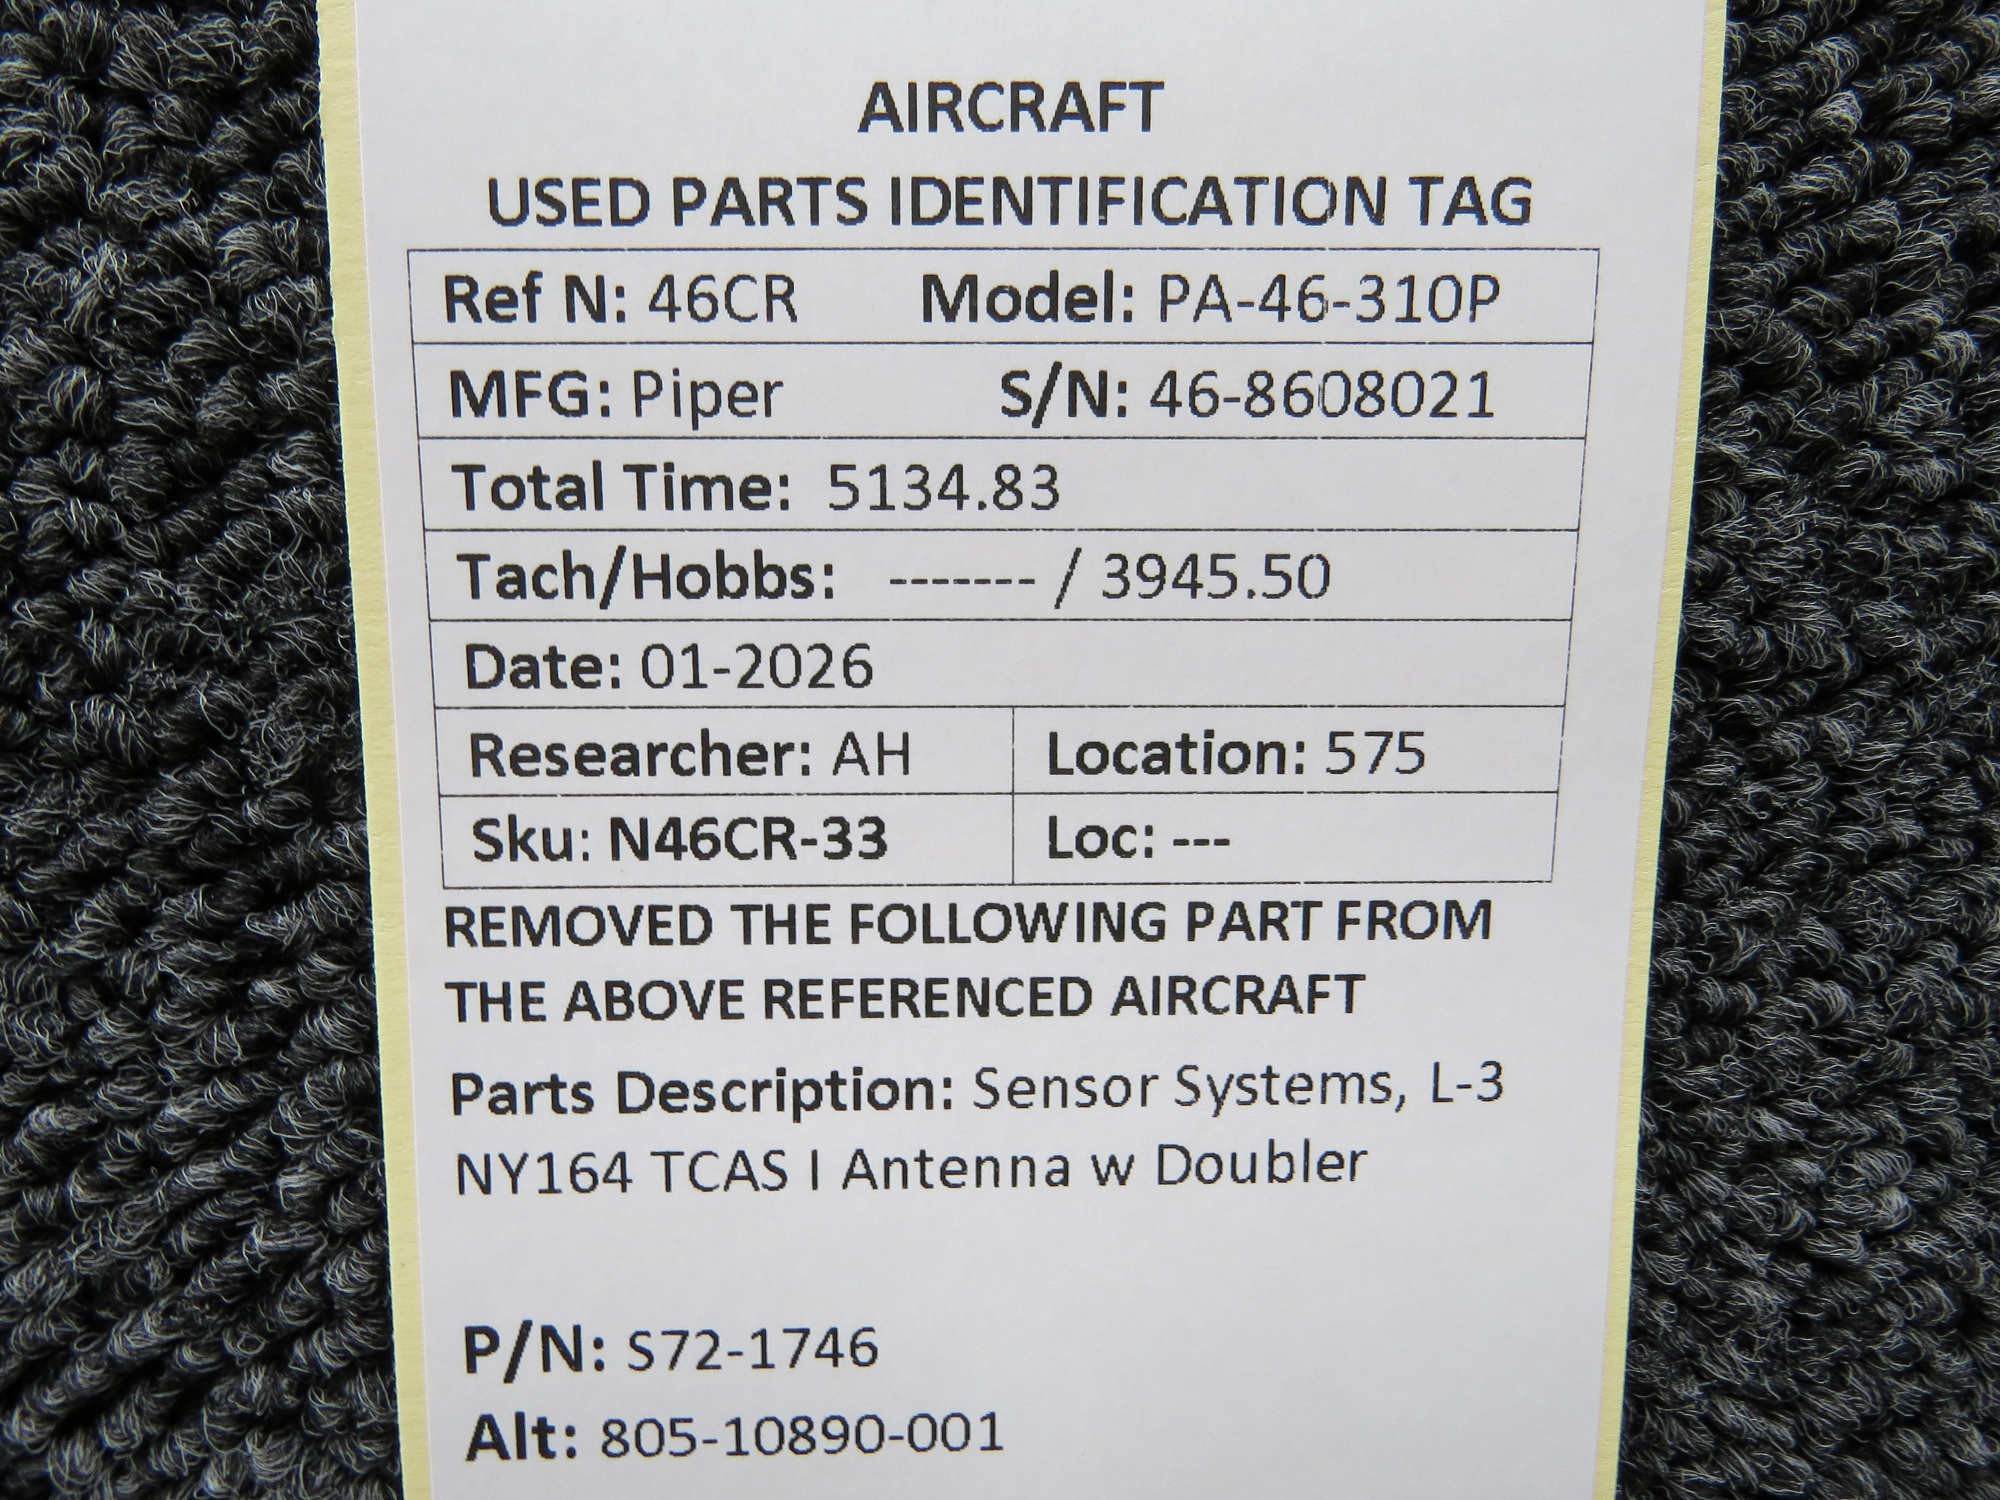 AIRCRAFT
USED PARTS IDENTIFICATION TAG
Ref N: 46CR Model: PA-46-310P
MFG: Piper S/N: 46-8608021
Total Time: 5134.83
Tach/Hobbs: ------- / 3945.50
Date: 01-2026
Researcher: AH Location: 575
Sku: N46CR-33 Loc: ---
REMOVED THE FOLLOWING PART FROM
THE ABOVE REFERENCED AIRCRAFT
Parts Description: Sensor Systems, L-3
NY164 TCAS I Antenna w Doubler
P/N: S72-1746
Alt: 805-10890-001